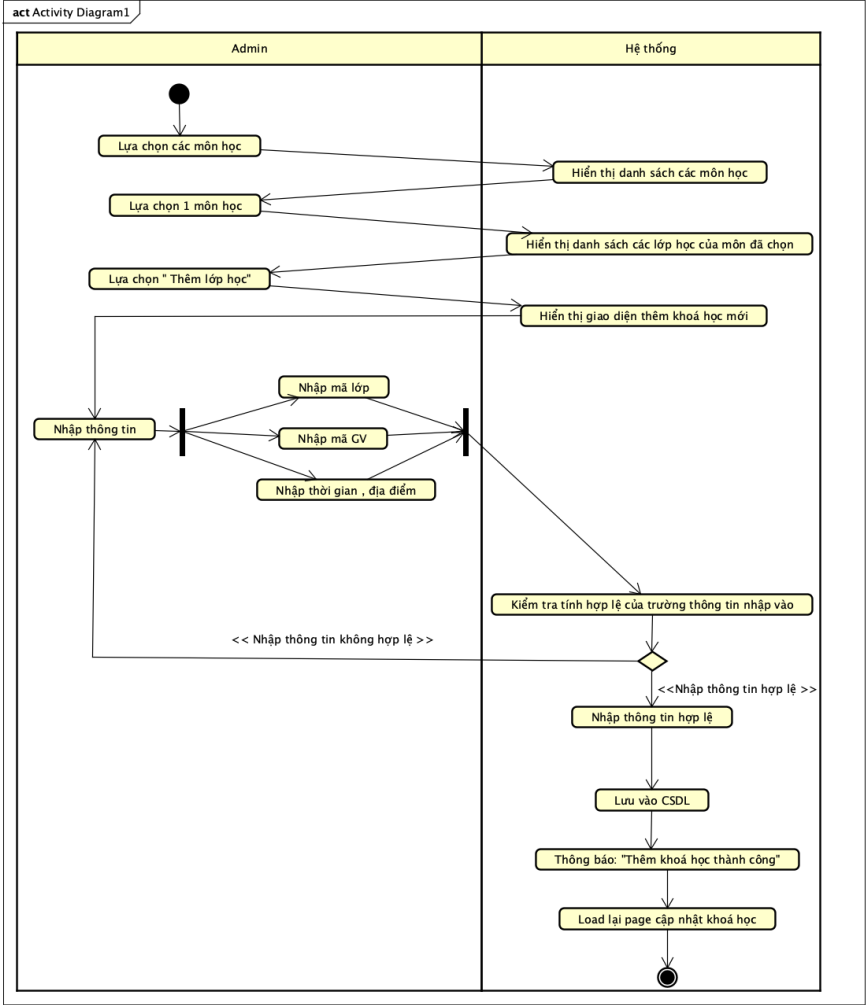 act Activity Diagram1
Admin
Hệ thống
Lựa chọn các môn học
Hiển thị danh sách các môn học
Lựa chọn 1 môn học
Hiển thị danh sách các lớp học của môn đã chọn
Lựa chọn " Thêm lớp học"
Hiển thị giao diện thêm khoá học mới
Nhập mã lớp
Nhập thông tin
Nhập mã GV
Nhập thời gian , địa điểm
Kiểm tra tính hợp lệ của trường thông tin nhập vào
<< Nhập thông tin không hợp lệ >>
<<Nhập thông tin hợp lệ >>
Nhập thông tin hợp lệ
Lưu vào CSDL
Thông báo: "Thêm khoá học thành công"
Load lại page cập nhật khoá học